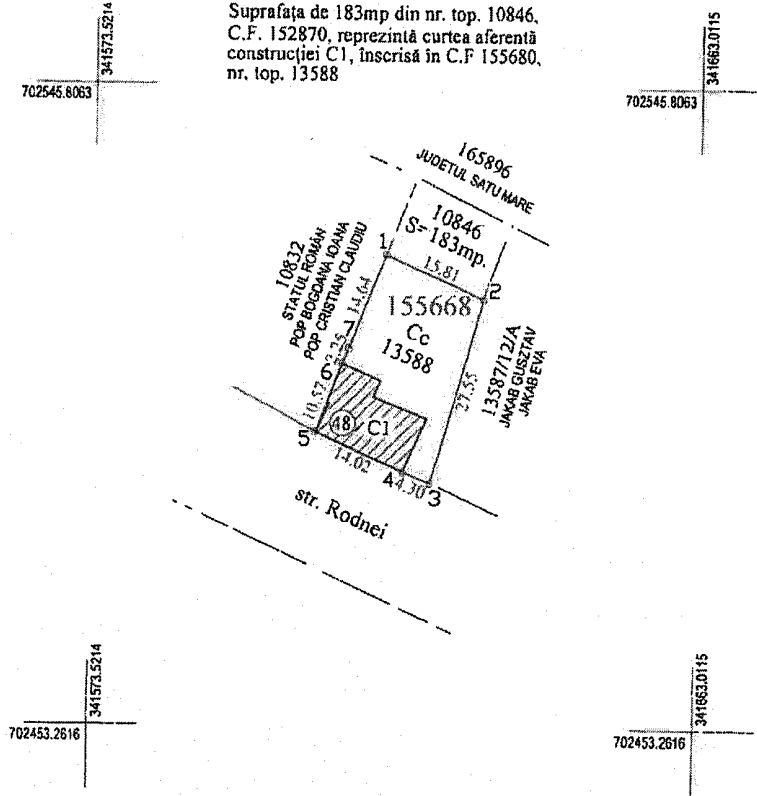 Suprafața de 183mp din nr. top. 10846,
C.F. 152870, reprezintă curtea aferentă
construcției C1, înscrisă în C.F 155680,
nr. top. 13588
341573.5214
702545.8063
341663.0115
702545.8063
165896
JUDETUL SATU MARE
10846
S= 183mp.
1
15.81
2
10832
STATUL ROMÂN
POP BOGDANA IOANA
POP CRISTIAN CLAUDIU
14.64
155668
Cc
13588
7
6
27.55
13587/12/A
JAKAB GUSZTAV
JAKAB EVA
10.57
48
C1
5
14.02
4
4.30
3
str. Rodnei
341573.5214
702453.2616
341663.0115
702453.2616